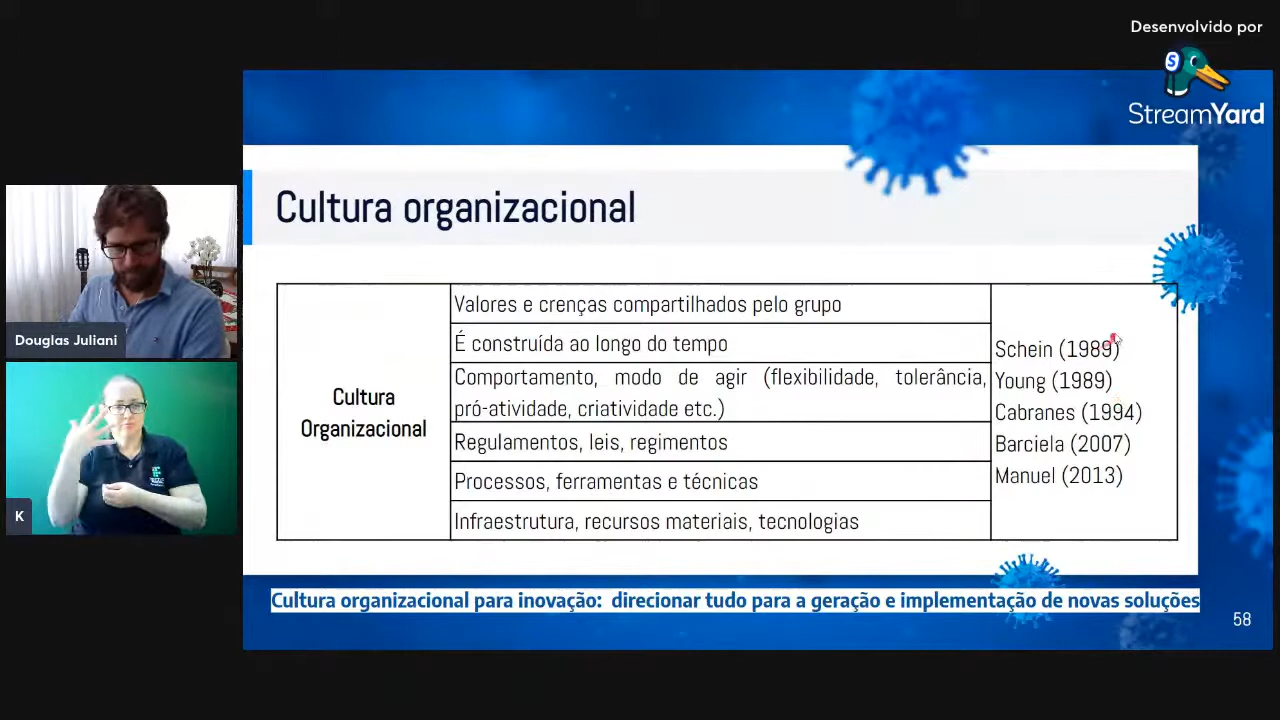 Desenvolvido por
StreamYard
Cultura organizacional
Cultura
Organizacional
Valores e crenças compartilhados pelo grupo
É construída ao longo do tempo
Comportamento, modo de agir (flexibilidade, tolerância,
pró-atividade, criatividade etc.)
Regulamentos, leis, regimentos
Processos, ferramentas e técnicas
Infraestrutura, recursos materiais, tecnologias
Schein (1989)
Young (1989)
Cabranes (1994)
Barciela (2007)
Manuel (2013)
Cultura organizacional para inovação: direcionar tudo para a geração e implementação de novas soluções
58
Douglas Juliani
K